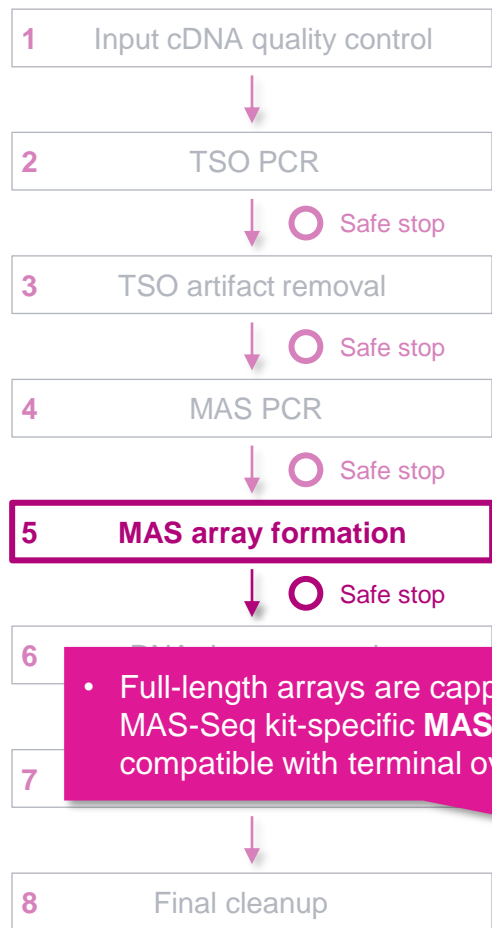 1 Input cDNA quality control
2 TSO PCR
Safe stop
3 TSO artifact removal
Safe stop
4 MAS PCR
Safe stop
5 MAS array formation
Safe stop
6
• Full-length arrays are capp
MAS-Seq kit-specific MAS
compatible with terminal ov
7
8 Final cleanup